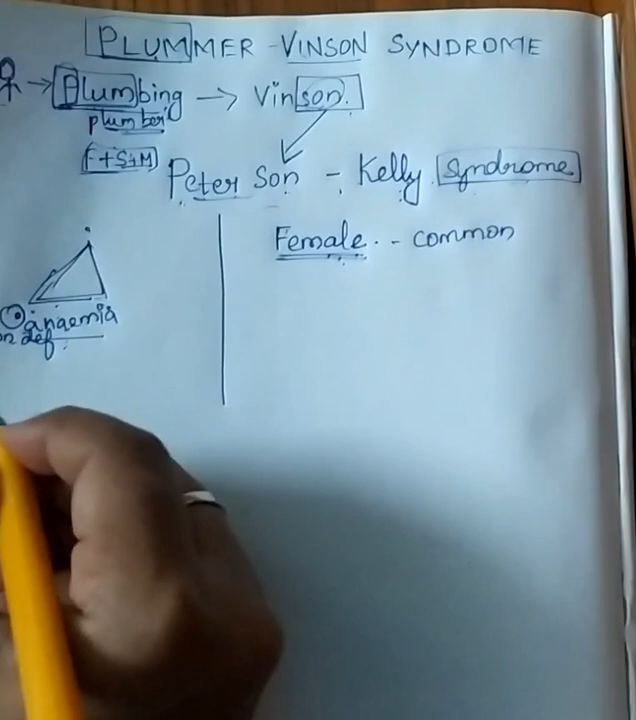 PLUMMER - VINSON SYNDROME
→ Plumbing → Vinson.
plumber
F+S+M
Peter Son - Kelly Syndrome
Female - common
anaemia
def